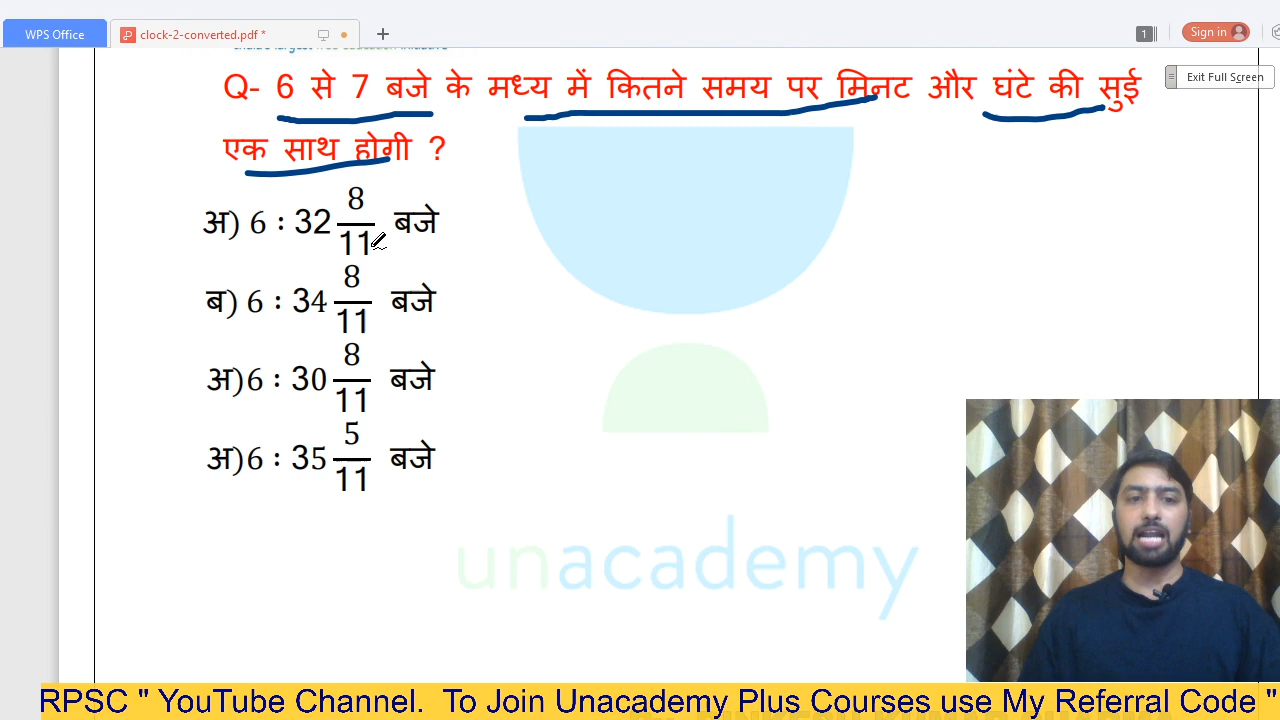 WPS Office
clock-2-converted.pdf *
1
Sign in
Exit Full Screen
Q- 6 से 7 बजे के मध्य में कितने समय पर मिनट और घंटे की सुई
एक साथ होगी ?
अ) 6 : 32 8/11 बजे
ब) 6 : 34 8/11 बजे
अ)6 : 30 8/11 बजे
अ)6 : 35 5/11 बजे
unacademy
RPSC " YouTube Channel. To Join Unacademy Plus Courses use My Referral Code "